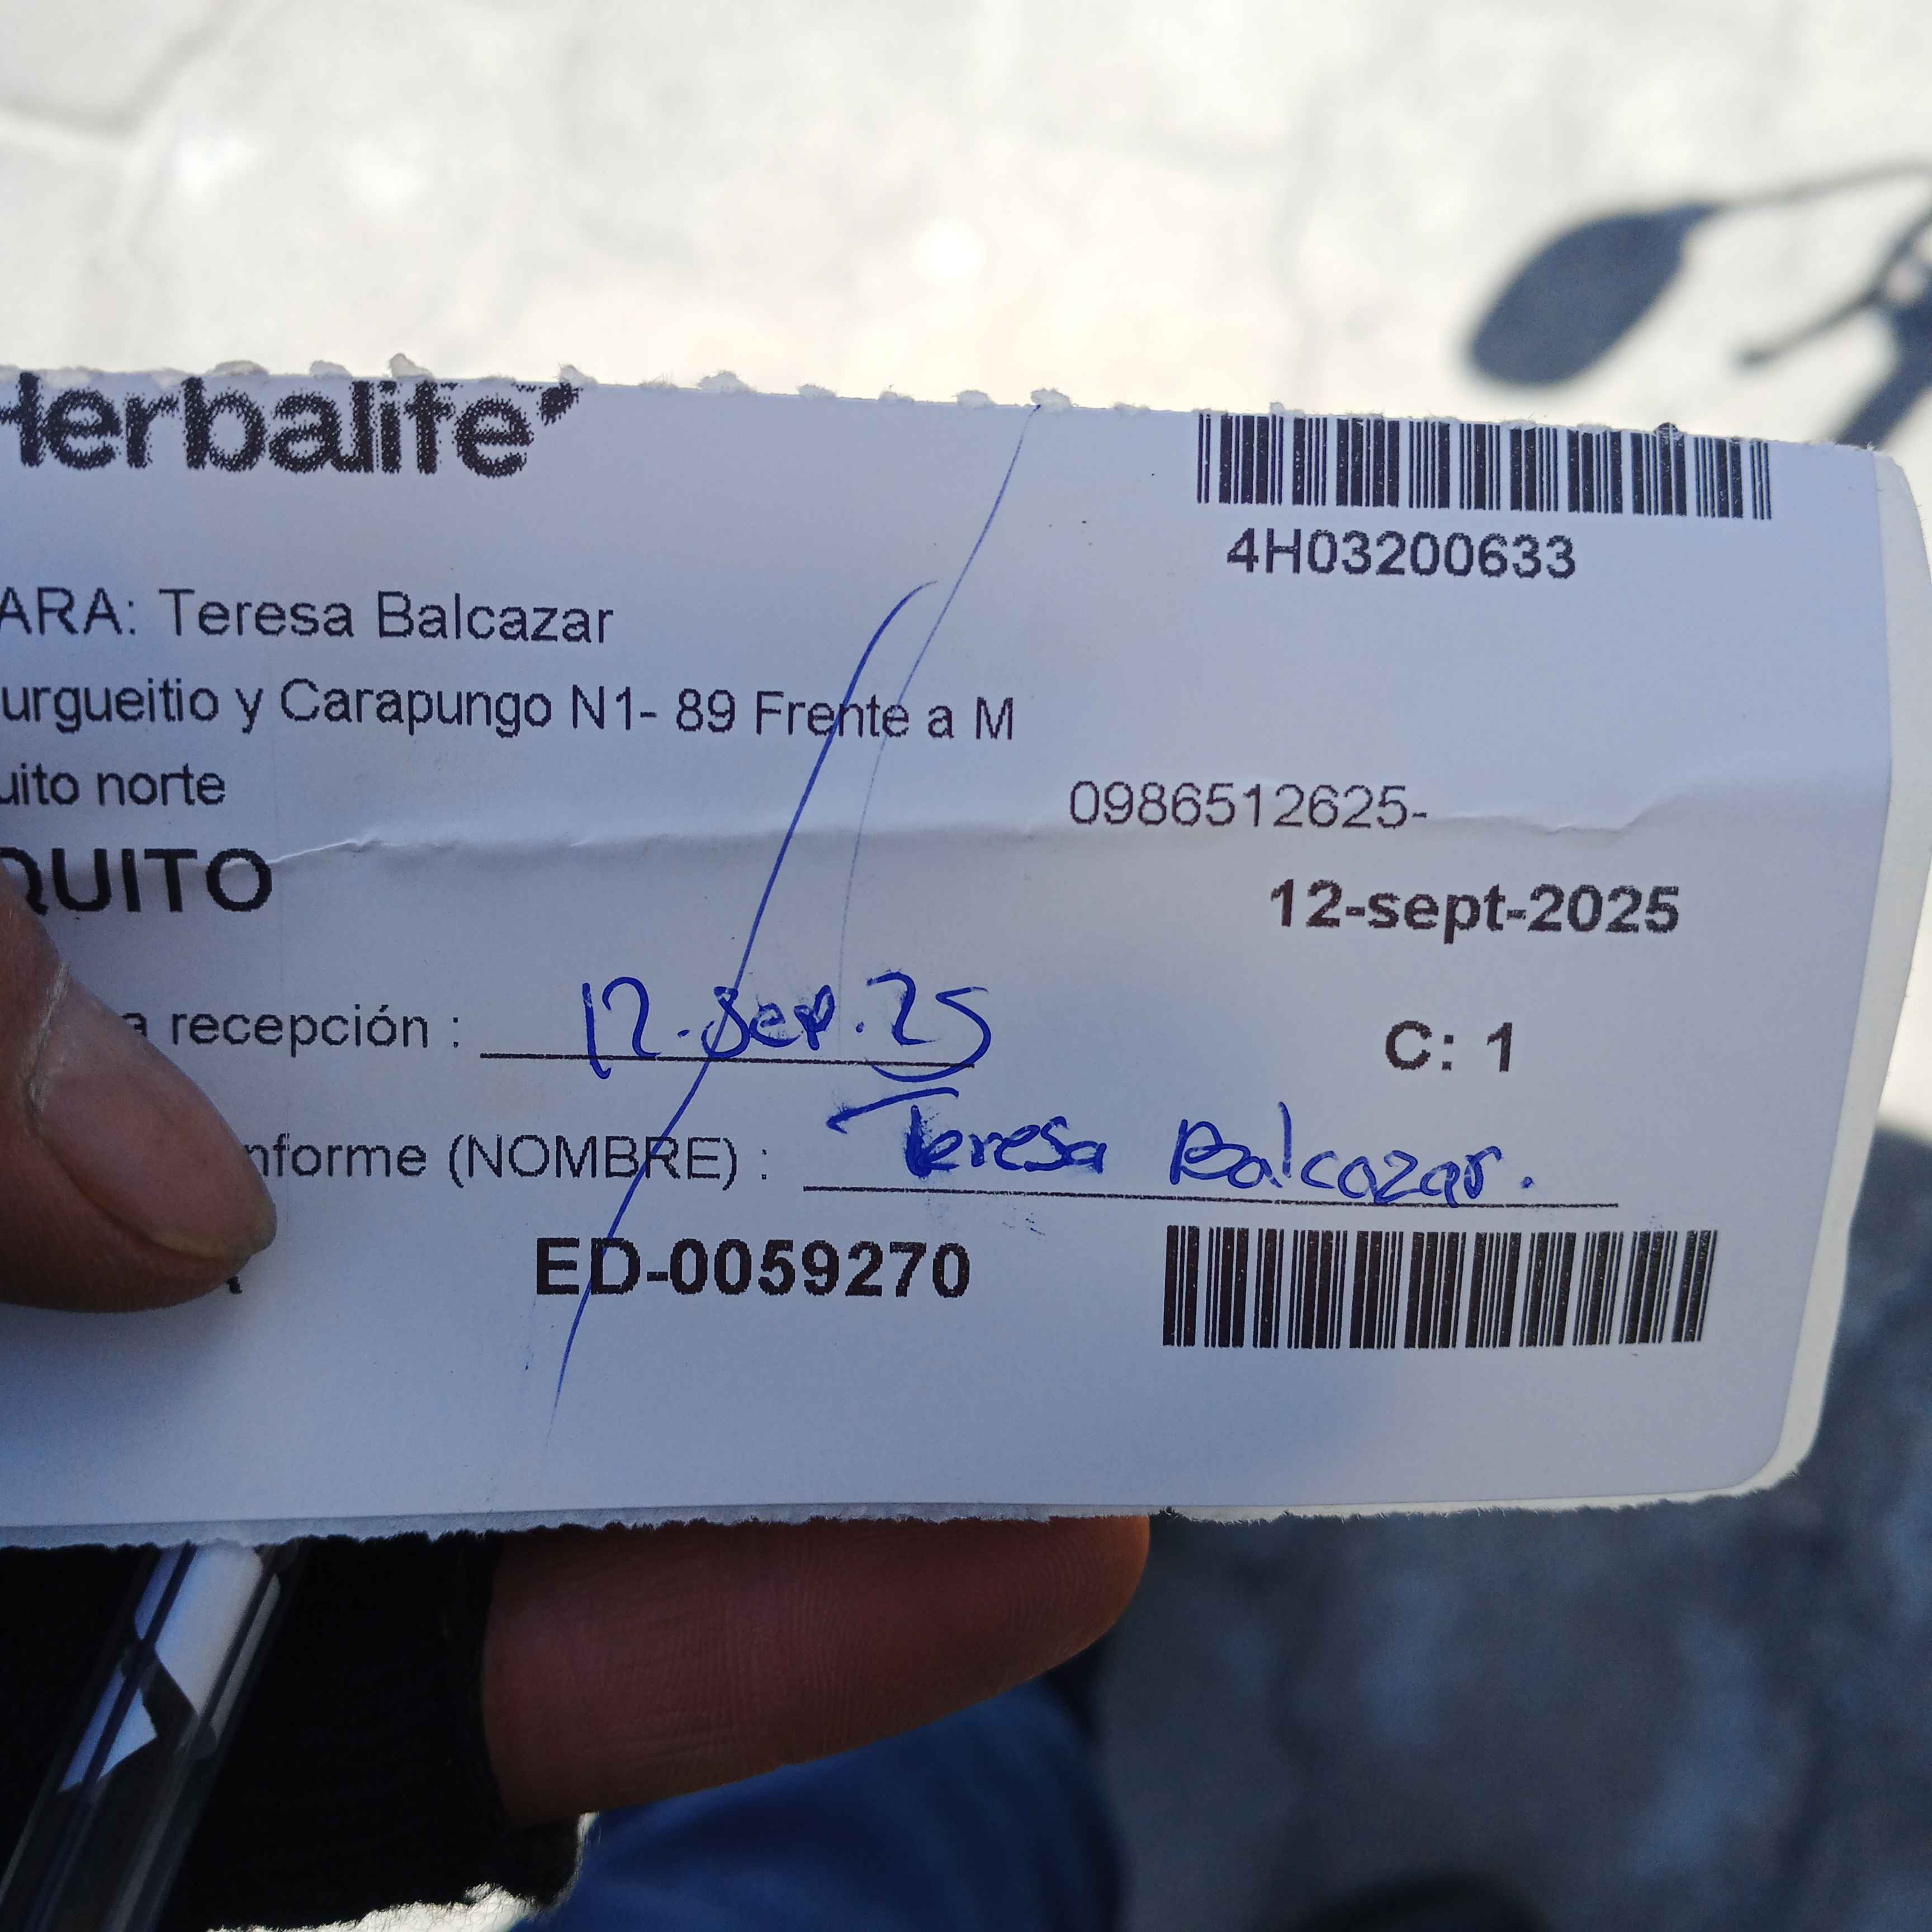 Herbalife
4H03200633
ARA: Teresa Balcazar
urgueitio y Carapungo N1- 89 Frente a M
uito norte
0986512625-
QUITO
12-sept-2025
a recepción : 12.Sep.25
C: 1
nforme (NOMBRE) : Teresa Balcazar.
ED-0059270